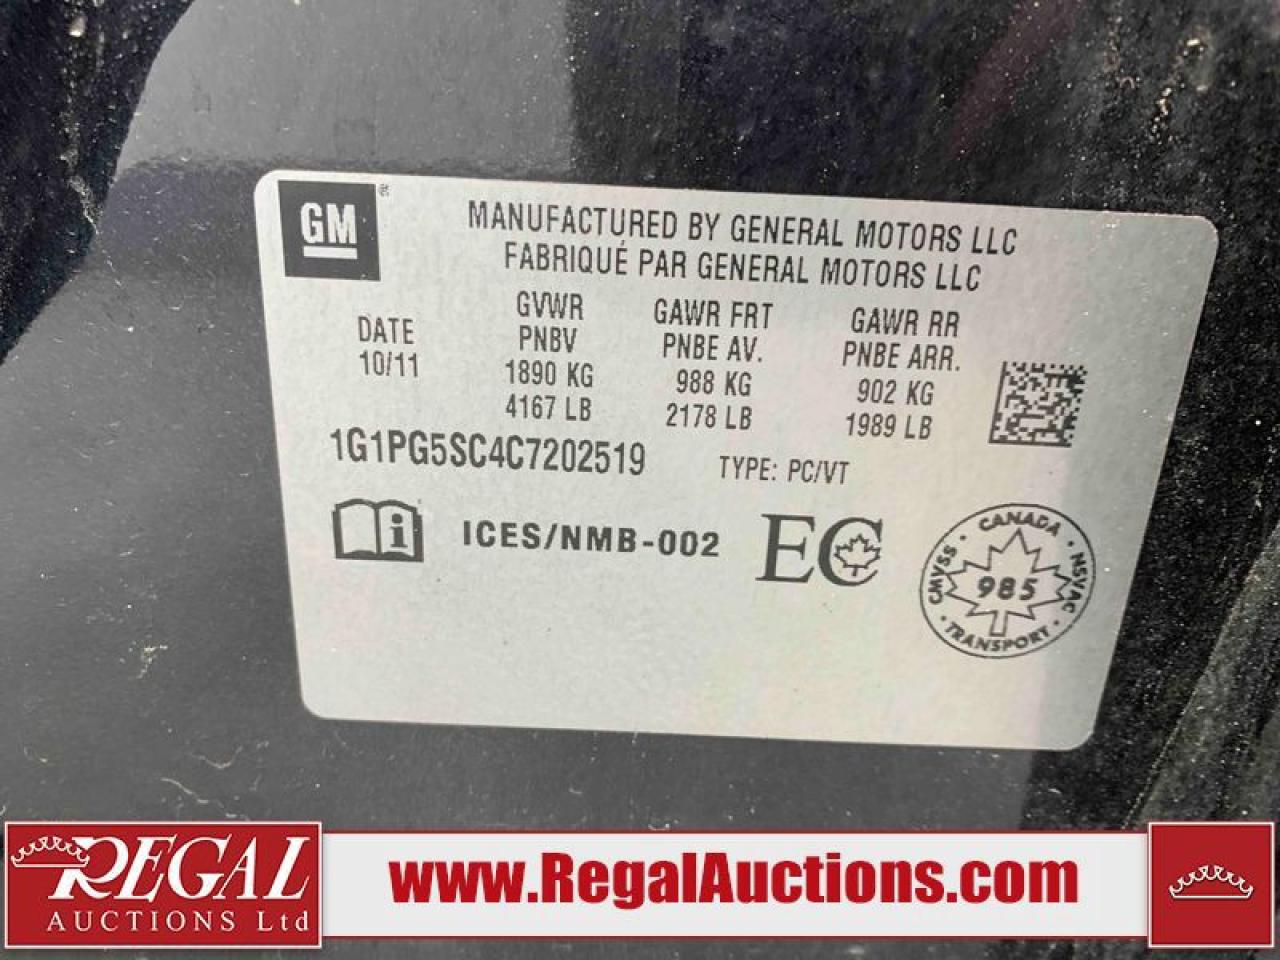 GM ®
MANUFACTURED BY GENERAL MOTORS LLC
FABRIQUÉ PAR GENERAL MOTORS LLC
DATE
10/11
GVWR
PNBV
1890 KG
4167 LB
GAWR FRT
PNBE AV.
988 KG
2178 LB
GAWR RR
PNBE ARR.
902 KG
1989 LB
1G1PG5SC4C7202519
TYPE: PC/VT
i
ICES/NMB-002
EC
CANADA
CMVSS
985
NSVAC
TRANSPORT
REGAL
AUCTIONS Ltd
www.RegalAuctions.com